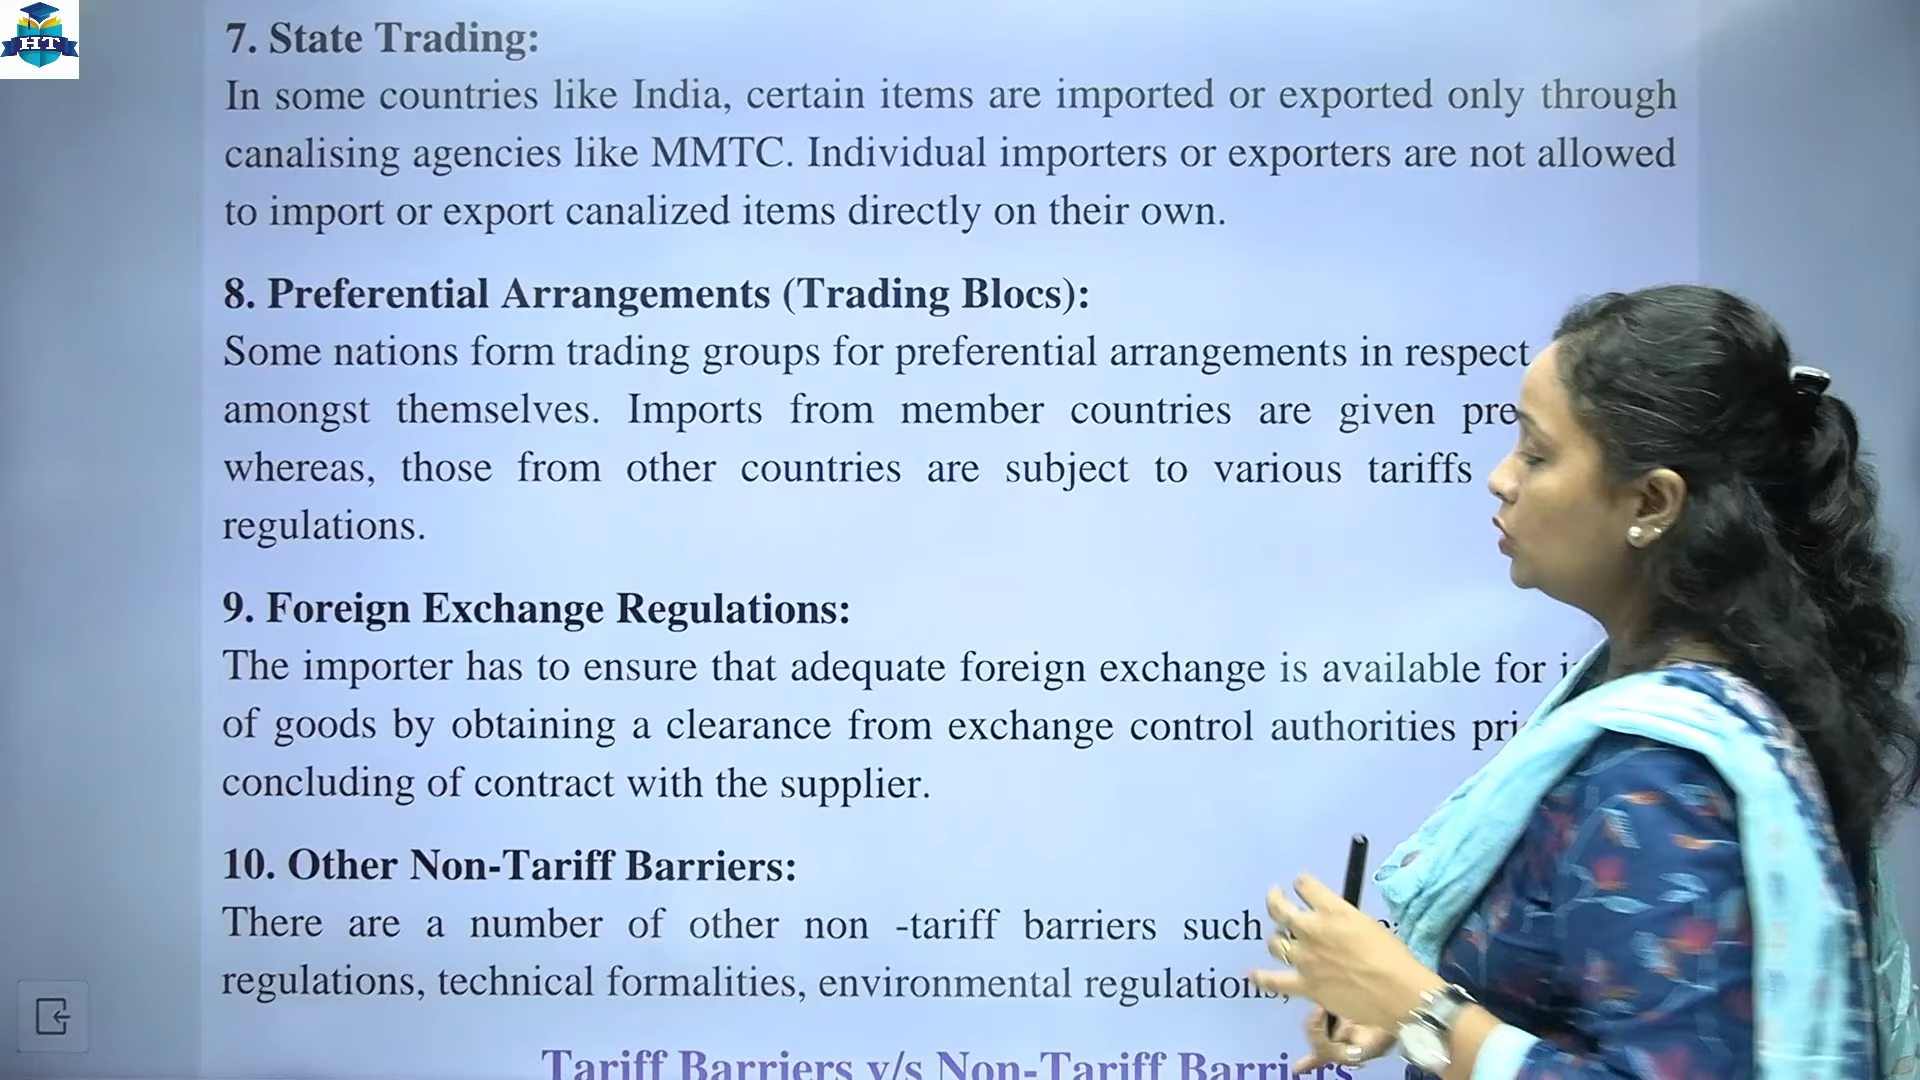 HT
7. State Trading:
In some countries like India, certain items are imported or exported only through
canalising agencies like MMTC. Individual importers or exporters are not allowed
to import or export canalized items directly on their own.
8. Preferential Arrangements (Trading Blocs):
Some nations form trading groups for preferential arrangements in respect
amongst themselves. Imports from member countries are given
whereas, those from other countries are subject to various tariffs
regulations.
9. Foreign Exchange Regulations:
The importer has to ensure that adequate foreign exchange is available for
of goods by obtaining a clearance from exchange control authorities
concluding of contract with the supplier.
10. Other Non-Tariff Barriers:
There are a number of other non -tariff barriers such
regulations, technical formalities, environmental regulations,
Tariff Barriers v/s Non-Tariff Barriers